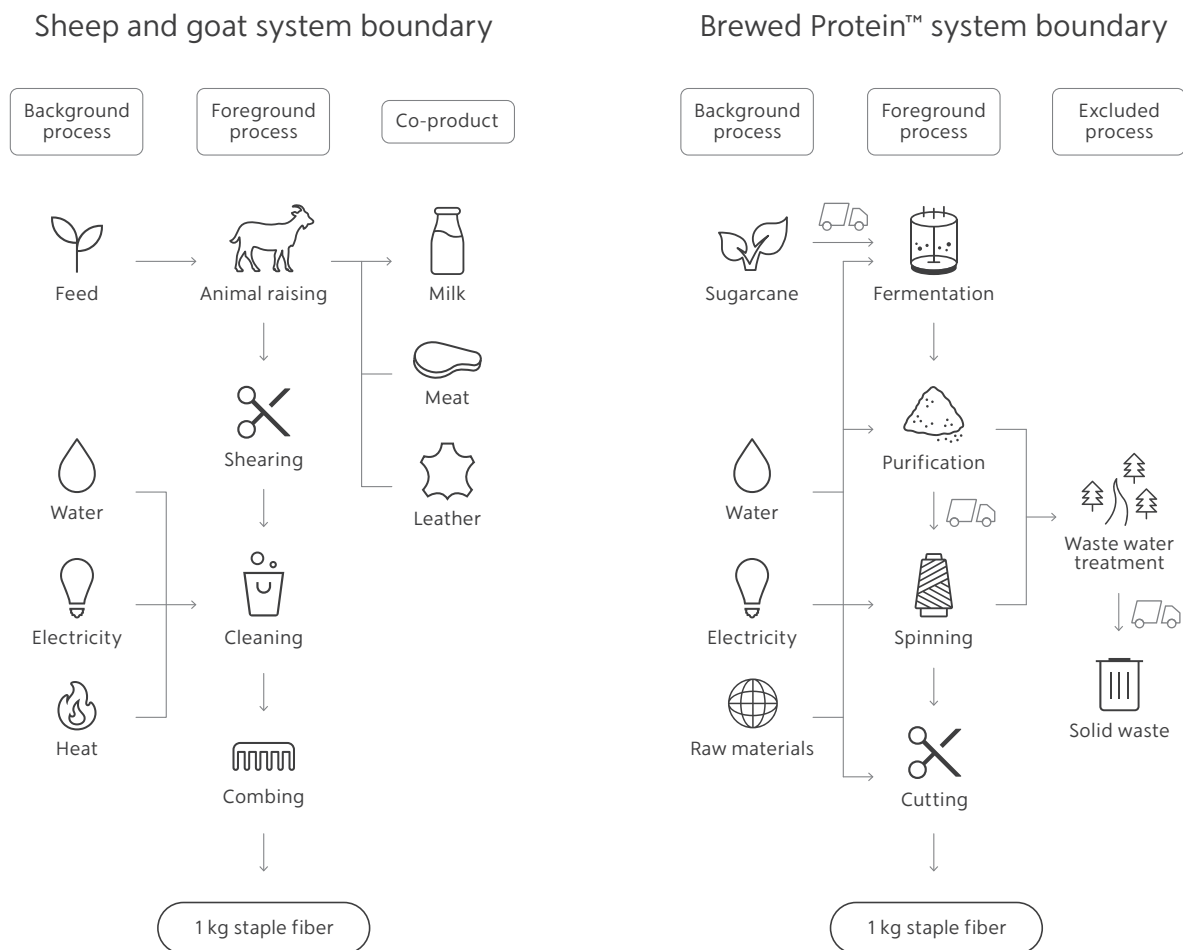 Sheep and goat system boundary
Background
process
Foreground
process
Co-product
Feed
Animal raising
Milk
Meat
Shearing
Leather
Water
Electricity
Cleaning
Heat
Combing
1 kg staple fiber
Brewed Protein™ system boundary
Background
process
Foreground
process
Excluded
process
Sugarcane
Fermentation
Purification
Water
Waste water
treatment
Electricity
Spinning
Raw materials
Solid waste
Cutting
1 kg staple fiber